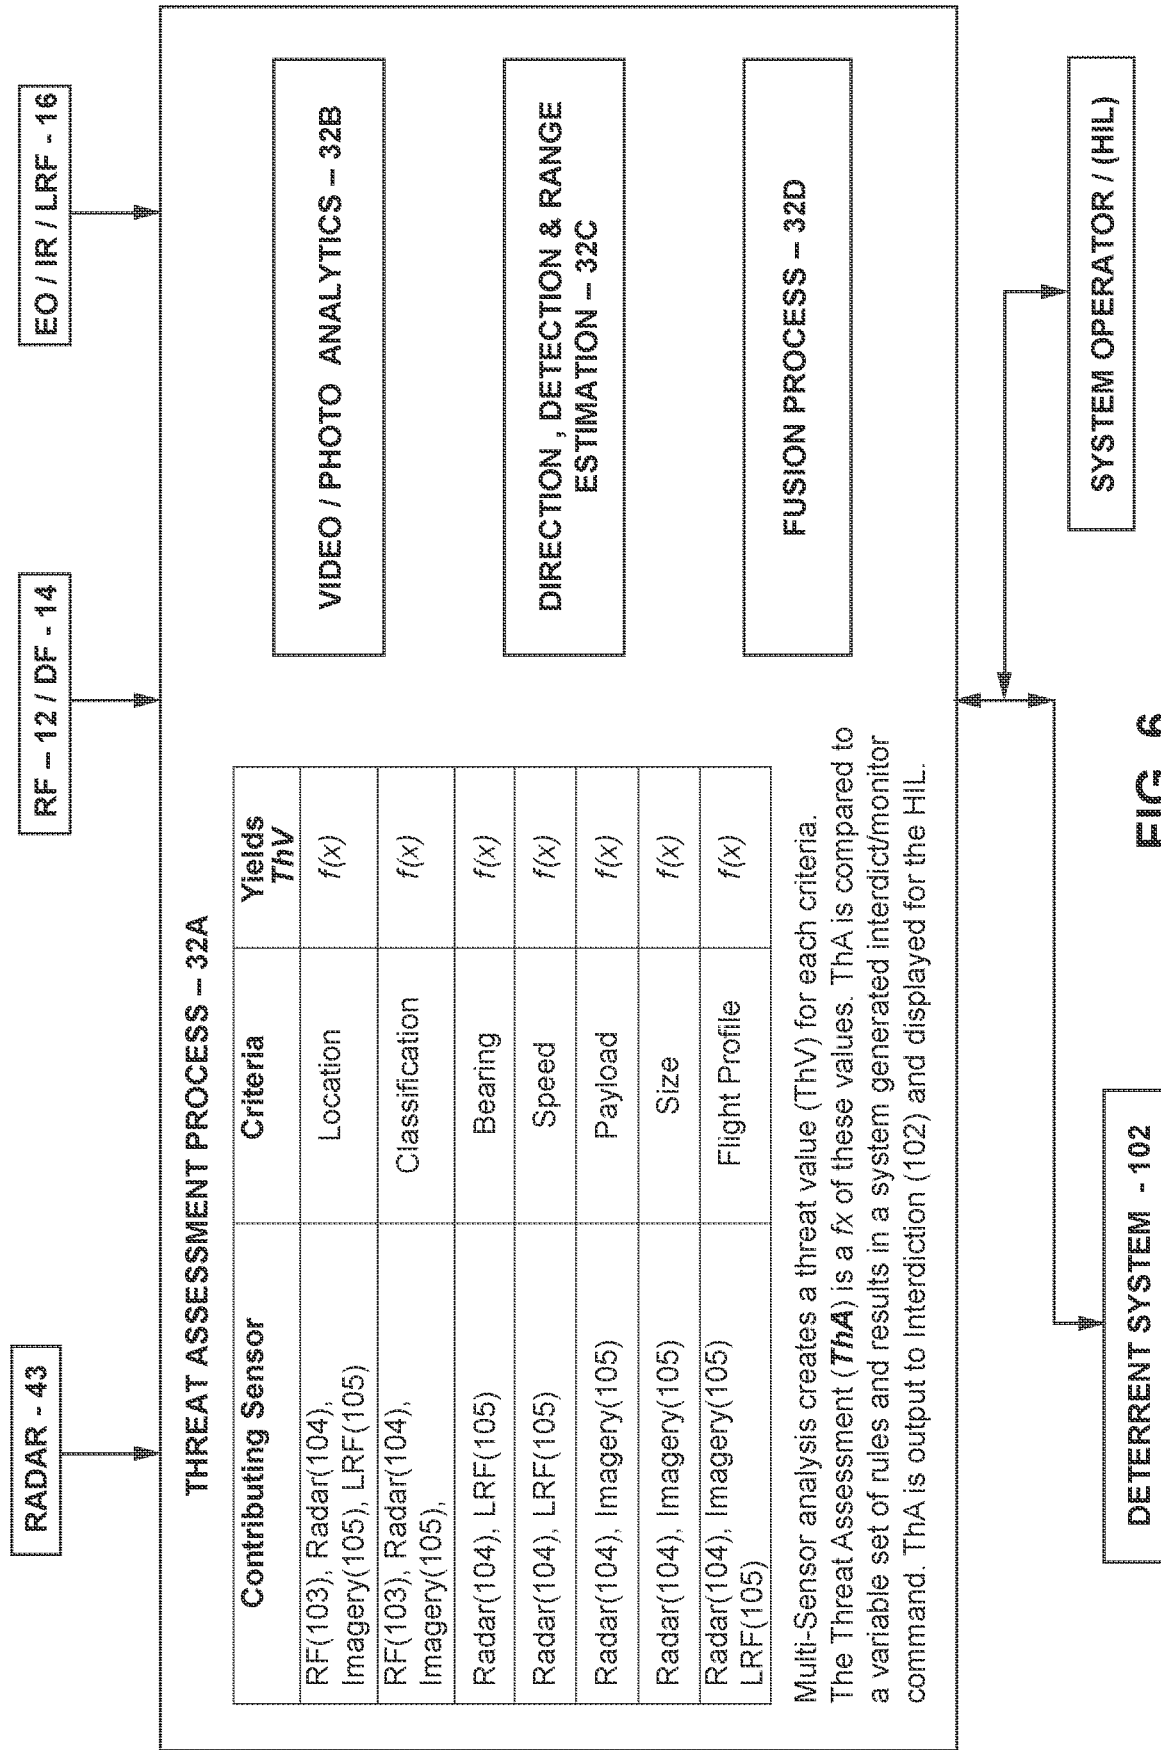 RADAR - 43
RF – 12 / DF - 14
EO / IR / LRF - 16
THREAT ASSESSMENT PROCESS – 32A
Contributing Sensor Criteria Yields
ThV
RF(103), Radar(104), Location f(x)
Imagery(105), LRF(105)
RF(103), Radar(104), Classification f(x)
Imagery(105),
Radar(104), LRF(105) Bearing f(x)
Radar(104), LRF(105) Speed f(x)
Radar(104), Imagery(105) Payload f(x)
Radar(104), Imagery(105) Size f(x)
Radar(104), Imagery(105) Flight Profile f(x)
LRF(105)
Multi-Sensor analysis creates a threat value (ThV) for each criteria.
The Threat Assessment (ThA) is a fx of these values. ThA is compared to
a variable set of rules and results in a system generated interdict/monitor
command. ThA is output to Interdiction (102) and displayed for the HIL.
VIDEO / PHOTO ANALYTICS – 32B
DIRECTION , DETECTION & RANGE
ESTIMATION – 32C
FUSION PROCESS – 32D
DETERRENT SYSTEM - 102
SYSTEM OPERATOR / (HIL)
FIG. 6